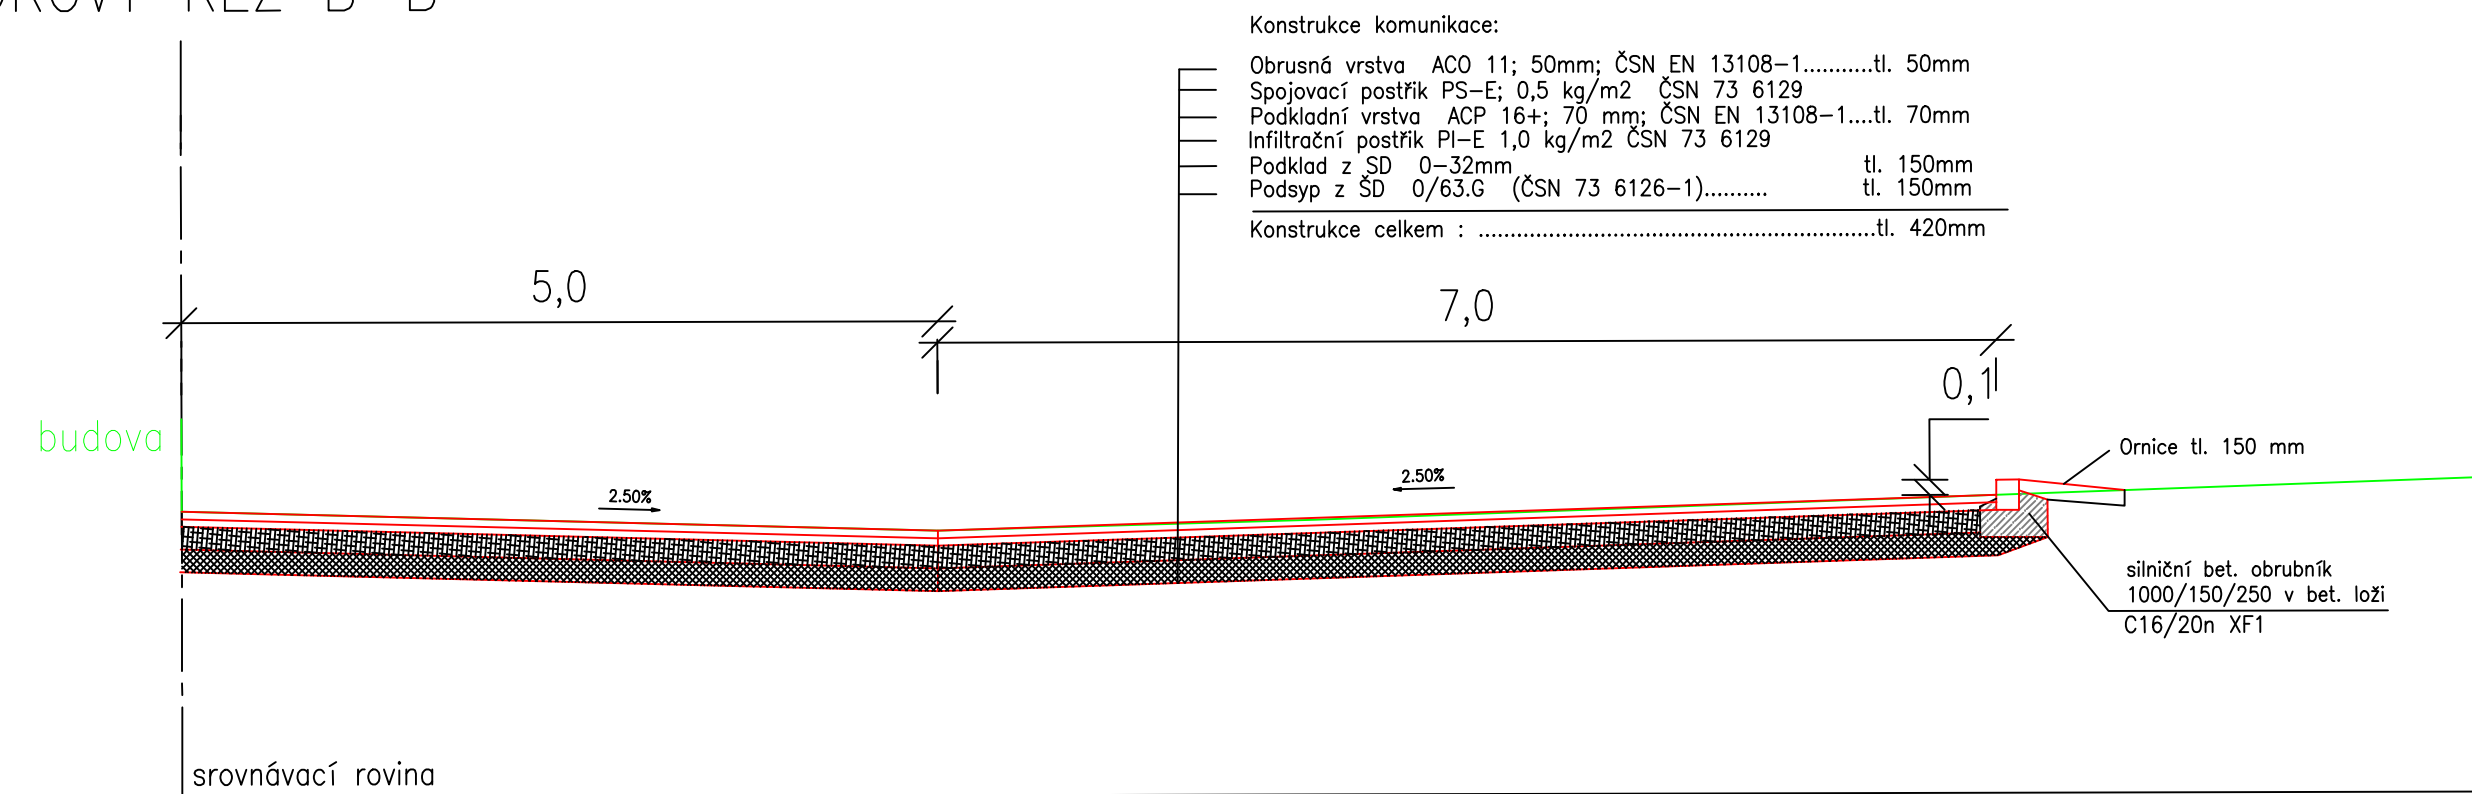 ŘEZ B-B
Konstrukce komunikace:
Obrusná vrstva ACO 11; 50mm; ČSN EN 13108-1...........tl. 50mm
Spojovací postřik PS-E; 0,5 kg/m2 ČSN 73 6129
Podkladní vrstva ACP 16+; 70 mm; ČSN EN 13108-1....tl. 70mm
Infiltrační postřik PI-E 1,0 kg/m2 ČSN 73 6129
Podklad z SD 0-32mm tl. 150mm
Podsyp z ŠD 0/63.G (ČSN 73 6126-1).......... tl. 150mm
Konstrukce celkem : ...............................................................tl. 420mm
5,0
7,0
0,1
budova
Ornice tl. 150 mm
2.50%
2.50%
silniční bet. obrubník
1000/150/250 v bet. loži
C16/20n XF1
srovnávací rovina